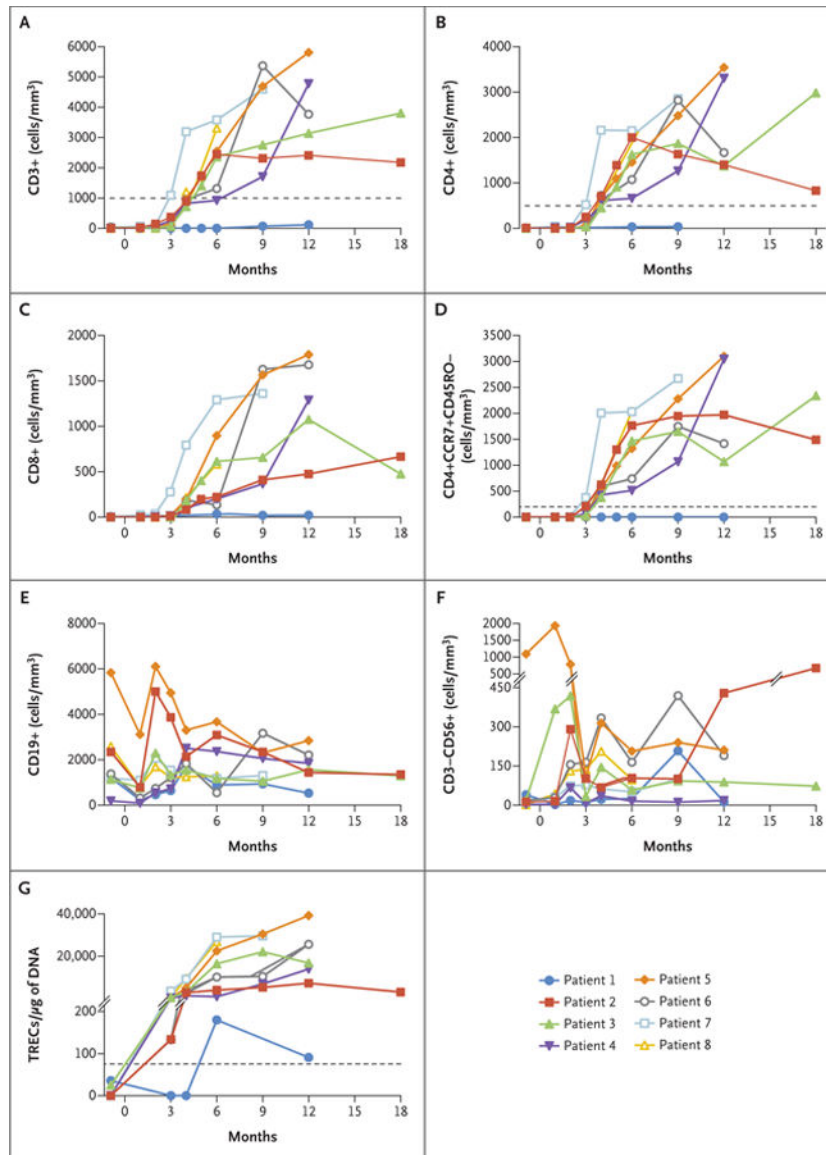 A
CD3+ (cells/mm³)
6000
5000
4000
3000
2000
1000
0
0 3 6 9 12 15 18
Months
B
CD4+ (cells/mm³)
4000
3000
2000
1000
0
0 3 6 9 12 15 18
Months
C
CD8+ (cells/mm³)
2000
1500
1000
500
0
0 3 6 9 12 15 18
Months
D
CD4+CCR7+CD45RO−
(cells/mm³)
3500
3000
2500
2000
1500
1000
500
0
0 3 6 9 12 15 18
Months
E
CD19+ (cells/mm³)
8000
6000
4000
2000
0
0 3 6 9 12 15 18
Months
F
CD3−CD56+ (cells/mm³)
2000
1500
1000
500
450
300
150
0
0 3 6 9 12 15 18
Months
G
TRECs/µg of DNA
40,000
20,000
200
100
0
0 3 6 9 12 15 18
Months
Patient 1
Patient 2
Patient 3
Patient 4
Patient 5
Patient 6
Patient 7
Patient 8